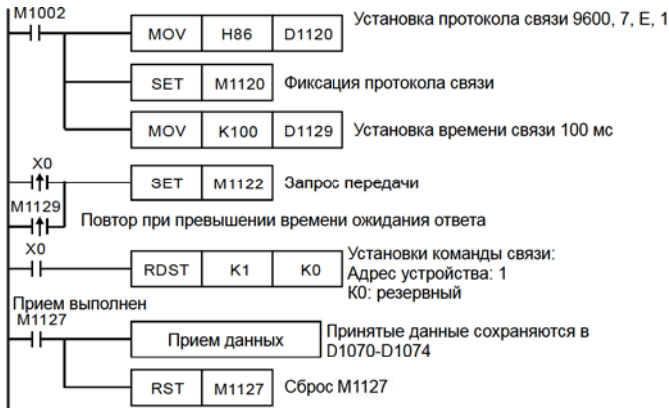 M1002
MOV H86 D1120 Установка протокола связи 9600, 7, E, 1
SET M1120 Фиксация протокола связи
MOV K100 D1129 Установка времени связи 100 мс
X0
SET M1122 Запрос передачи
M1129
Повтор при превышении времени ожидания ответа
X0
RDST K1 K0 Установки команды связи:
Адрес устройства: 1
K0: резервный
Прием выполнен
M1127
Прием данных Принятые данные сохраняются в
D1070-D1074
RST M1127 Сброс M1127